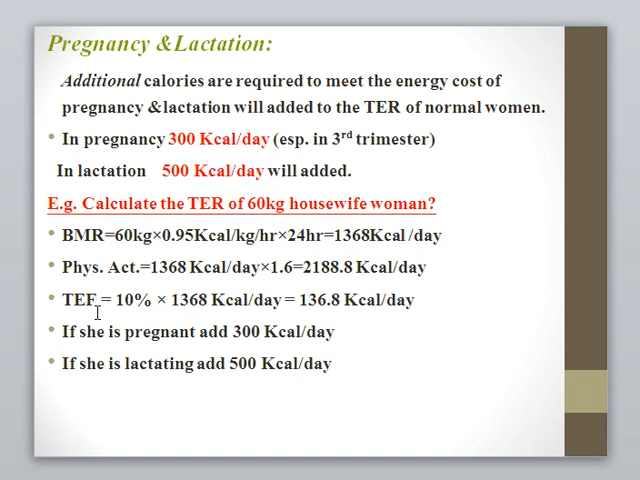 Pregnancy &Lactation:
Additional calories are required to meet the energy cost of
pregnancy &lactation will added to the TER of normal women.
• In pregnancy 300 Kcal/day (esp. in 3rd trimester)
In lactation 500 Kcal/day will added.
E.g. Calculate the TER of 60kg housewife woman?
• BMR=60kg×0.95Kcal/kg/hr×24hr=1368Kcal /day
• Phys. Act.=1368 Kcal/day×1.6=2188.8 Kcal/day
• TEF = 10% × 1368 Kcal/day = 136.8 Kcal/day
• If she is pregnant add 300 Kcal/day
• If she is lactating add 500 Kcal/day